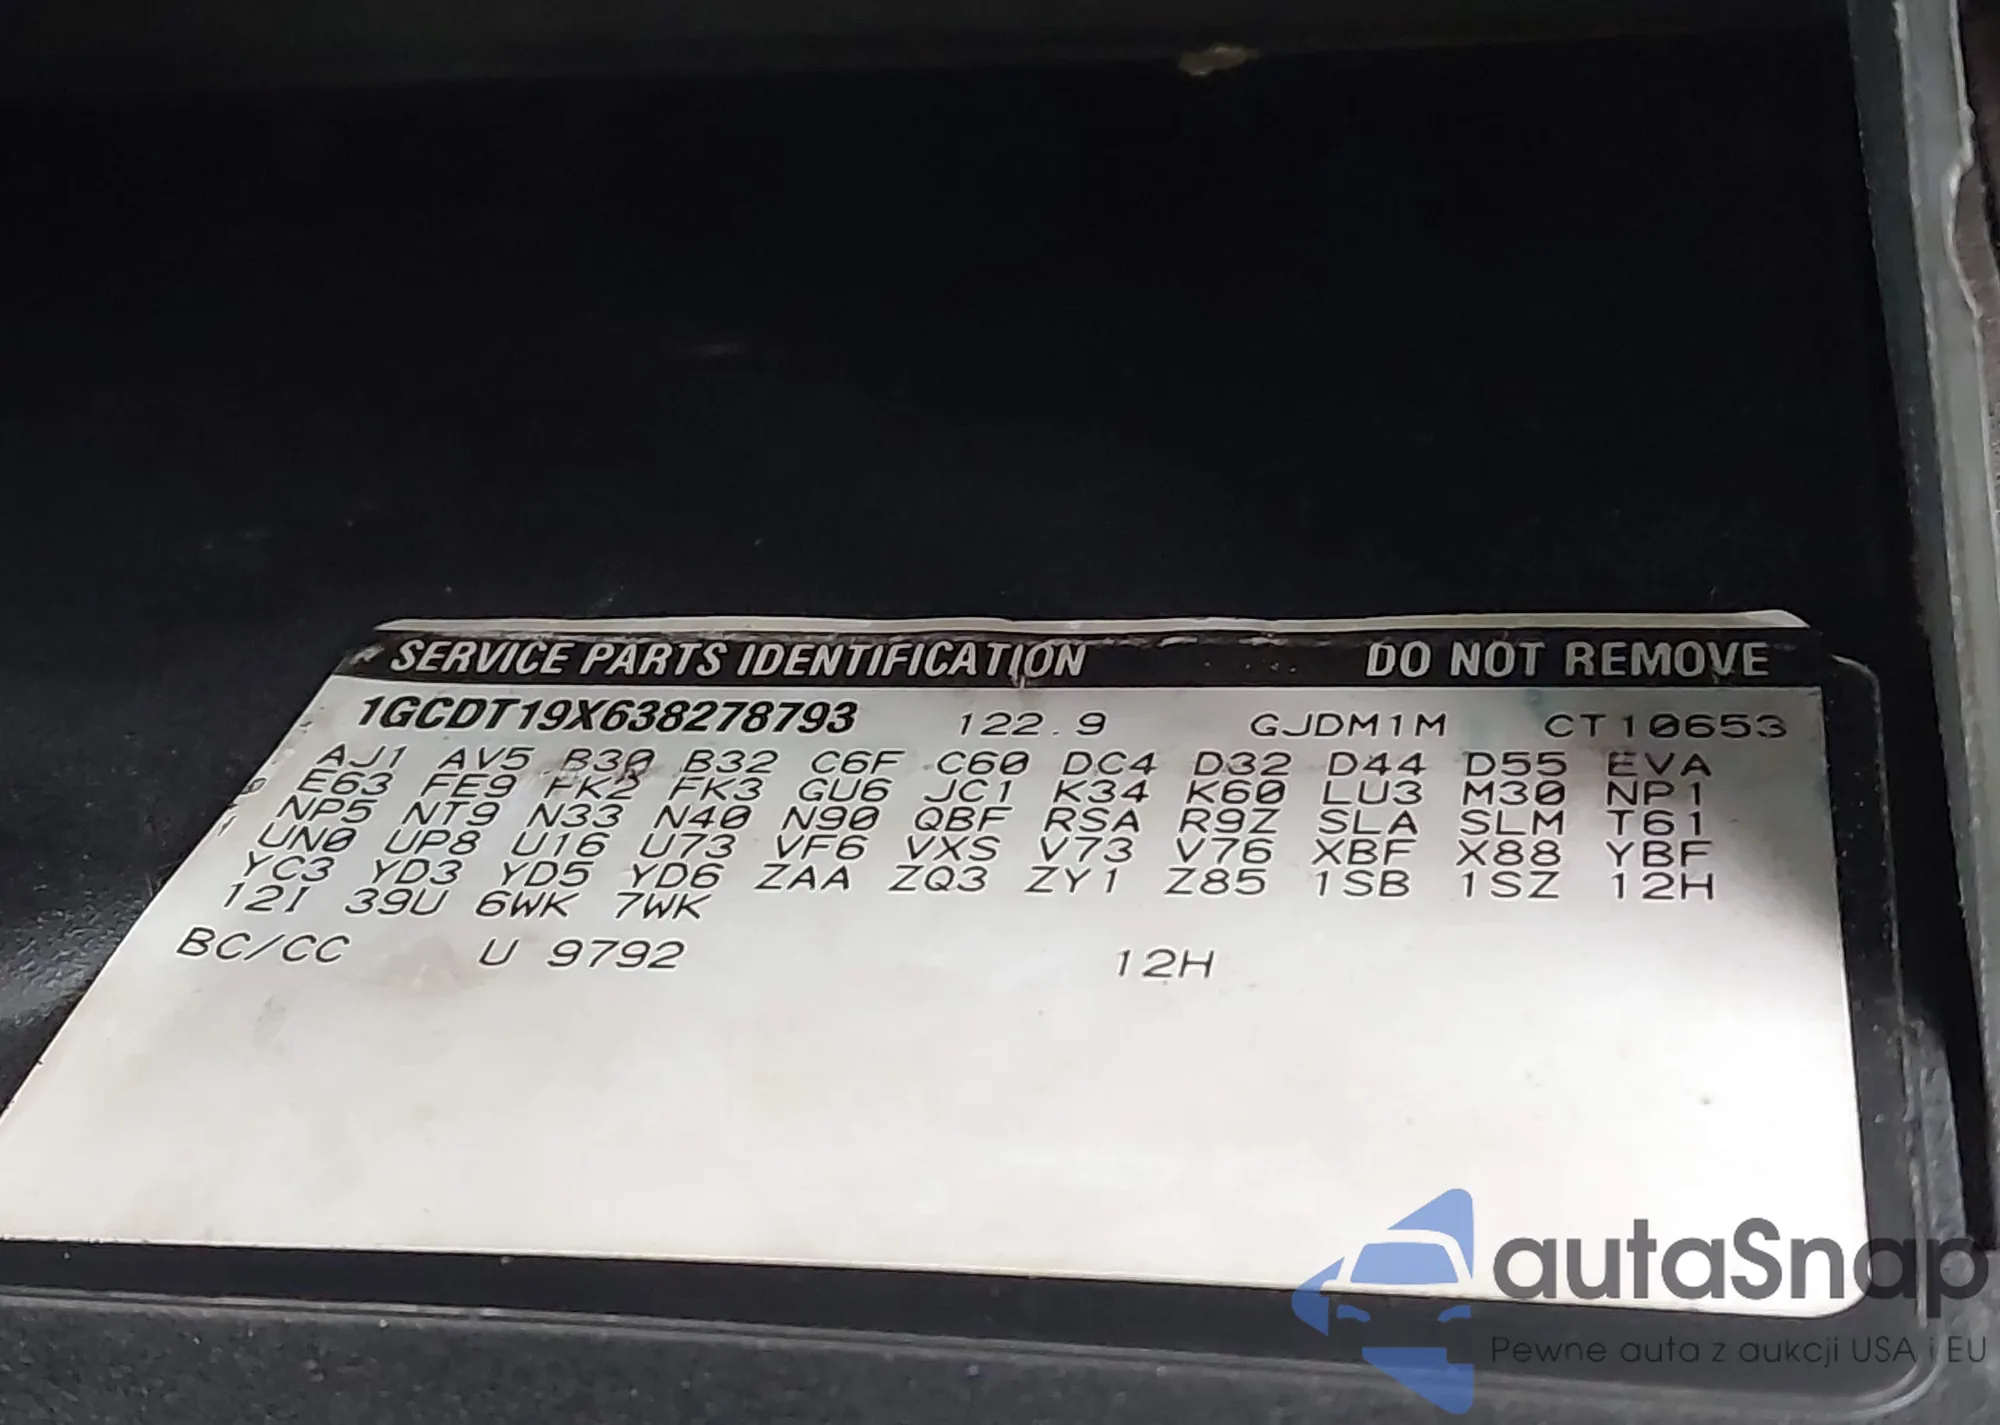 SERVICE PARTS IDENTIFICATION DO NOT REMOVE
1GCDT19X638278793 122.9 GJDM1M CT10653
AJ1 AV5 B30 B32 C6F C60 DC4 D32 D44 D55 EVA
E63 FE9 FK2 FK3 GU6 JC1 K34 K60 LU3 M30 NP1
NP5 NT9 N33 N40 N90 QBF RSA R9Z SLA SLM T61
UN0 UP8 U16 U73 VF6 VXS V73 V76 XBF X88 YBF
YC3 YD3 YD5 YD6 ZAA ZQ3 ZY1 Z85 1SB 1SZ 12H
12I 39U 6WK 7WK
BC/CC U 9792 12H
autaSnap
Pewne auta z aukcji USA i EU